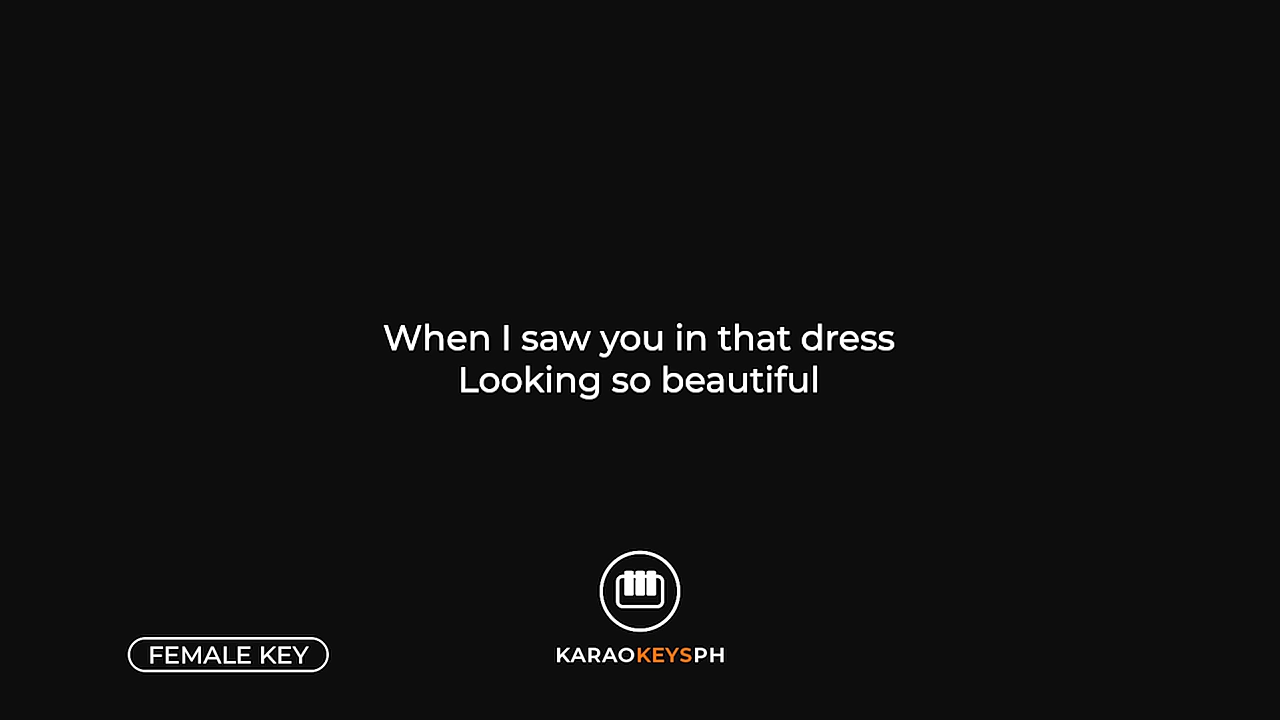 When I saw you in that dress
Looking so beautiful
FEMALE KEY
KARAOKEYSPH